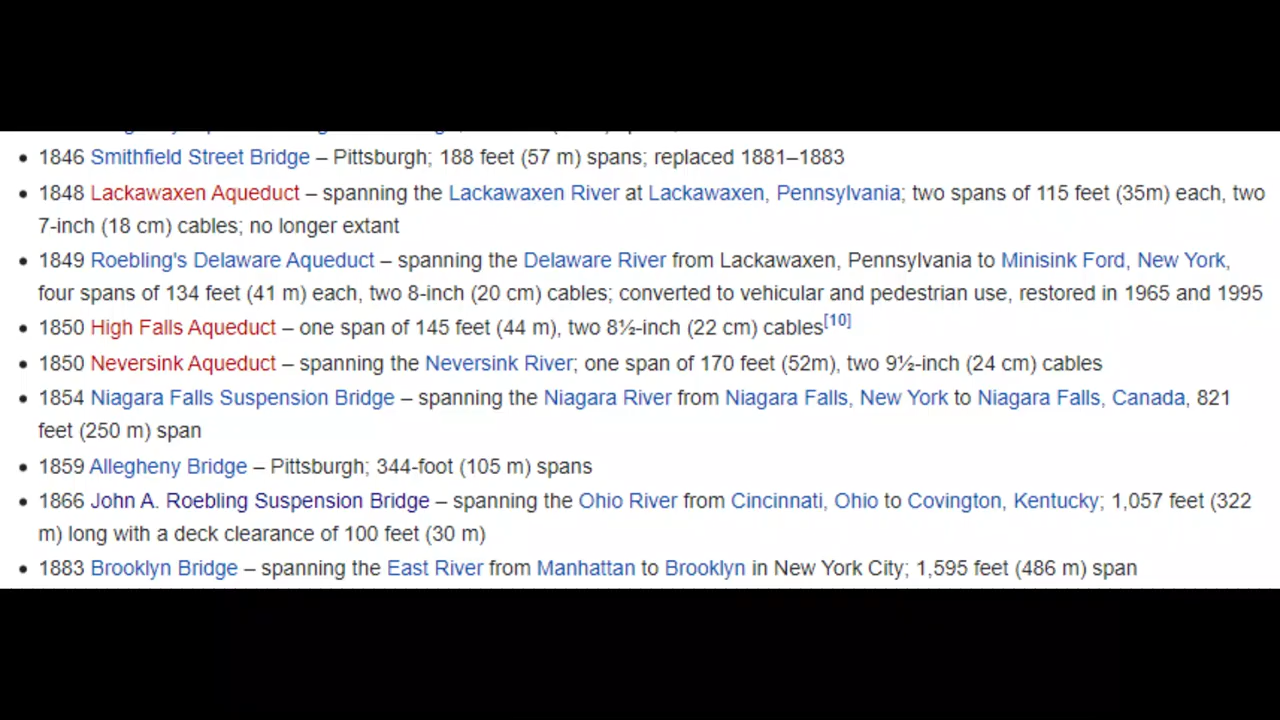 • 1846 Smithfield Street Bridge – Pittsburgh; 188 feet (57 m) spans; replaced 1881–1883
• 1848 Lackawaxen Aqueduct – spanning the Lackawaxen River at Lackawaxen, Pennsylvania; two spans of 115 feet (35m) each, two
7-inch (18 cm) cables; no longer extant
• 1849 Roebling's Delaware Aqueduct – spanning the Delaware River from Lackawaxen, Pennsylvania to Minisink Ford, New York,
four spans of 134 feet (41 m) each, two 8-inch (20 cm) cables; converted to vehicular and pedestrian use, restored in 1965 and 1995
• 1850 High Falls Aqueduct – one span of 145 feet (44 m), two 8½-inch (22 cm) cables[10]
• 1850 Neversink Aqueduct – spanning the Neversink River; one span of 170 feet (52m), two 9½-inch (24 cm) cables
• 1854 Niagara Falls Suspension Bridge – spanning the Niagara River from Niagara Falls, New York to Niagara Falls, Canada, 821
feet (250 m) span
• 1859 Allegheny Bridge – Pittsburgh; 344-foot (105 m) spans
• 1866 John A. Roebling Suspension Bridge – spanning the Ohio River from Cincinnati, Ohio to Covington, Kentucky; 1,057 feet (322
m) long with a deck clearance of 100 feet (30 m)
• 1883 Brooklyn Bridge – spanning the East River from Manhattan to Brooklyn in New York City; 1,595 feet (486 m) span